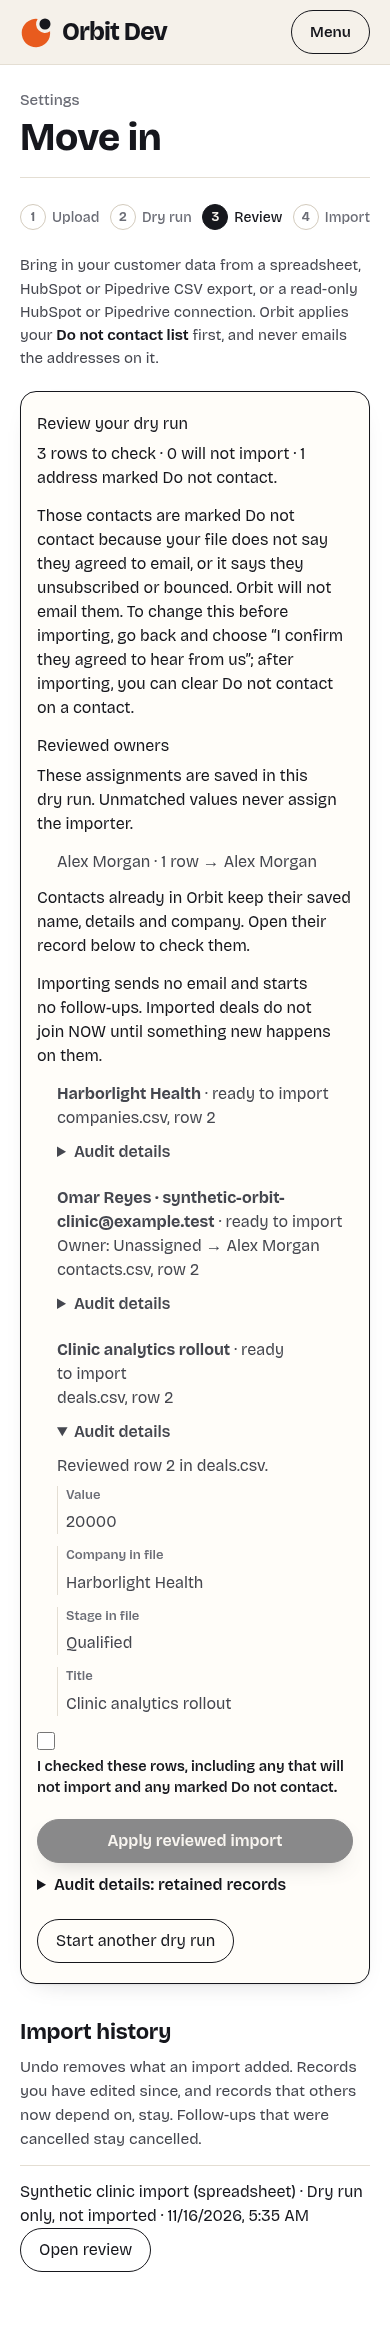 Orbit Dev
Menu
Settings
Move in
1 Upload 2 Dry run 3 Review 4 Import
Bring in your customer data from a spreadsheet,
HubSpot or Pipedrive CSV export, or a read-only
HubSpot or Pipedrive connection. Orbit applies
your Do not contact list first, and never emails
the addresses on it.
Review your dry run
3 rows to check · 0 will not import · 1
address marked Do not contact.
Those contacts are marked Do not
contact because your file does not say
they agreed to email, or it says they
unsubscribed or bounced. Orbit will not
email them. To change this before
importing, go back and choose “I confirm
they agreed to hear from us”; after
importing, you can clear Do not contact
on a contact.
Reviewed owners
These assignments are saved in this
dry run. Unmatched values never assign
the importer.
Alex Morgan · 1 row → Alex Morgan
Contacts already in Orbit keep their saved
name, details and company. Open their
record below to check them.
Importing sends no email and starts
no follow-ups. Imported deals do not
join NOW until something new happens
on them.
Harborlight Health · ready to import
companies.csv, row 2
Audit details
Omar Reyes · synthetic-orbit-
clinic@example.test · ready to import
Owner: Unassigned → Alex Morgan
contacts.csv, row 2
Audit details
Clinic analytics rollout · ready
to import
deals.csv, row 2
Audit details
Reviewed row 2 in deals.csv.
Value
20000
Company in file
Harborlight Health
Stage in file
Qualified
Title
Clinic analytics rollout
I checked these rows, including any that will
not import and any marked Do not contact.
Apply reviewed import
Audit details: retained records
Start another dry run
Import history
Undo removes what an import added. Records
you have edited since, and records that others
now depend on, stay. Follow-ups that were
cancelled stay cancelled.
Synthetic clinic import (spreadsheet) · Dry run
only, not imported · 11/16/2026, 5:35 AM
Open review